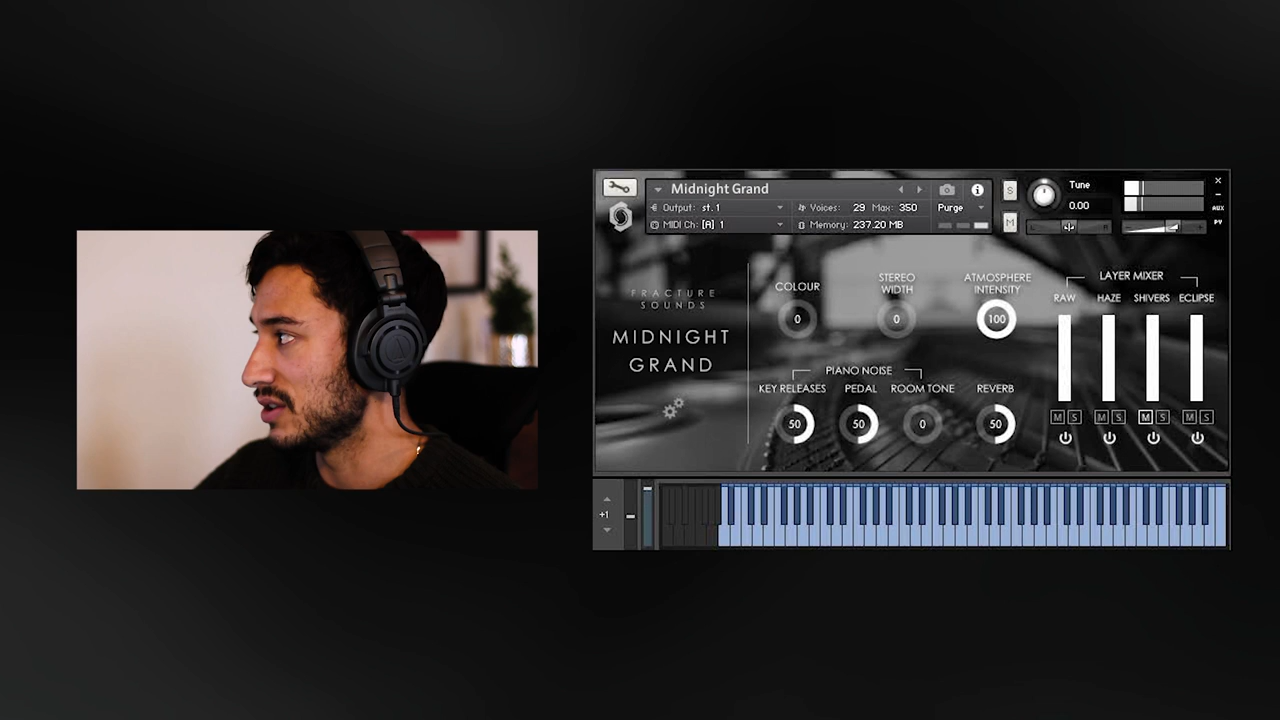 Midnight Grand
Output: st. 1
Voices: 29 Max: 350
Purge
MIDI Ch: [A] 1
Memory: 237.20 MB
S
M
Tune
0.00
L
R
AUX
PV
FRACTURE
SOUNDS
MIDNIGHT
GRAND
COLOUR
0
STEREO
WIDTH
0
ATMOSPHERE
INTENSITY
100
PIANO NOISE
KEY RELEASES
50
PEDAL
50
ROOM TONE
0
REVERB
50
LAYER MIXER
RAW HAZE SHIVERS ECLIPSE
M S M S M S M S
+1